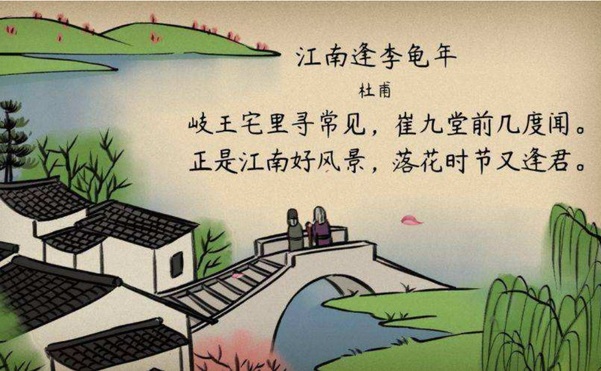 江南逢李龟年
杜甫
岐王宅里寻常见，崔九堂前几度闻。
正是江南好风景，落花时节又逢君。